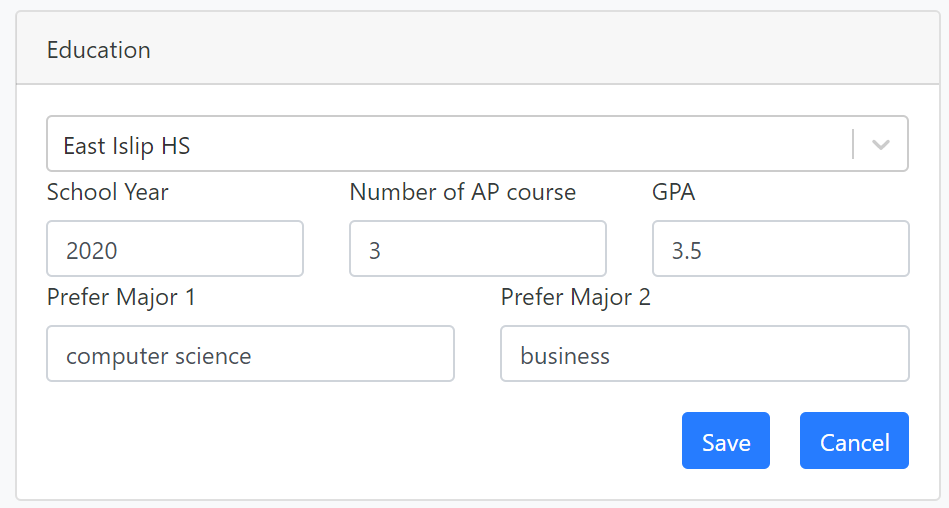 Education
East Islip HS
School Year Number of AP course GPA
2020 3 3.5
Prefer Major 1 Prefer Major 2
computer science business
Save Cancel